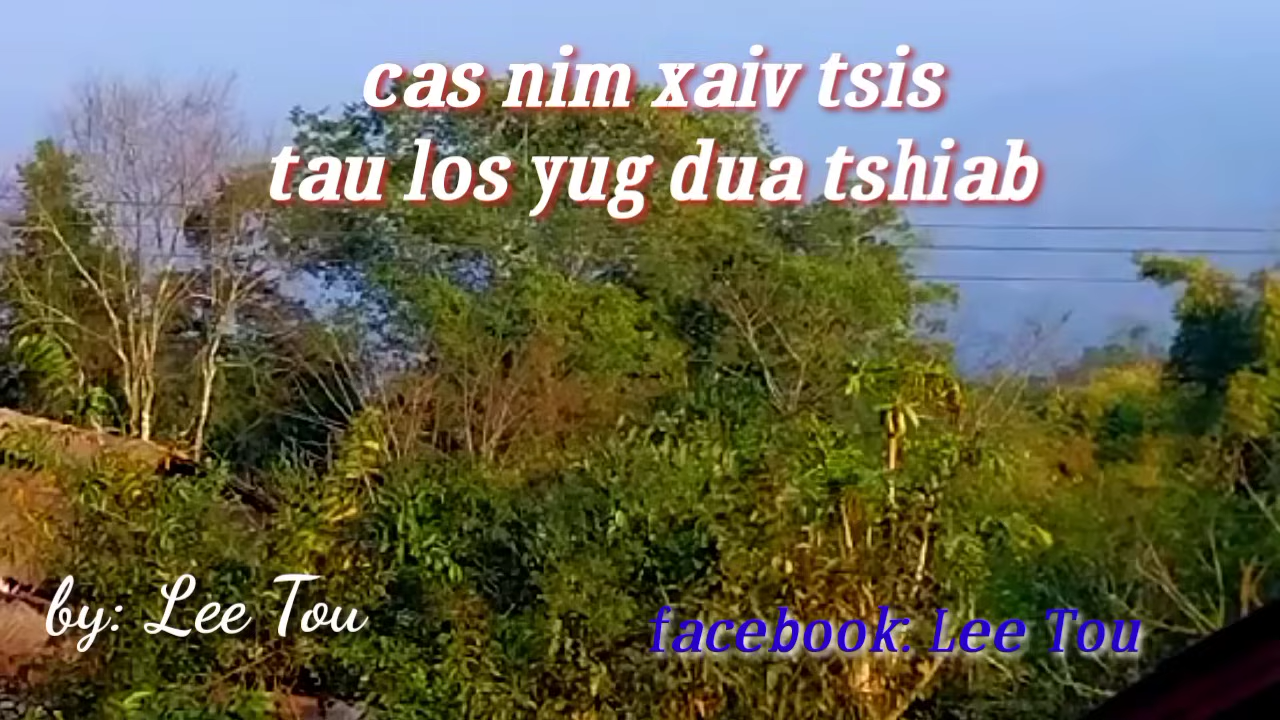 cas nim xaiv tsis
tau los yug dua tshiab
by: Lee Tou
facebook: Lee Tou